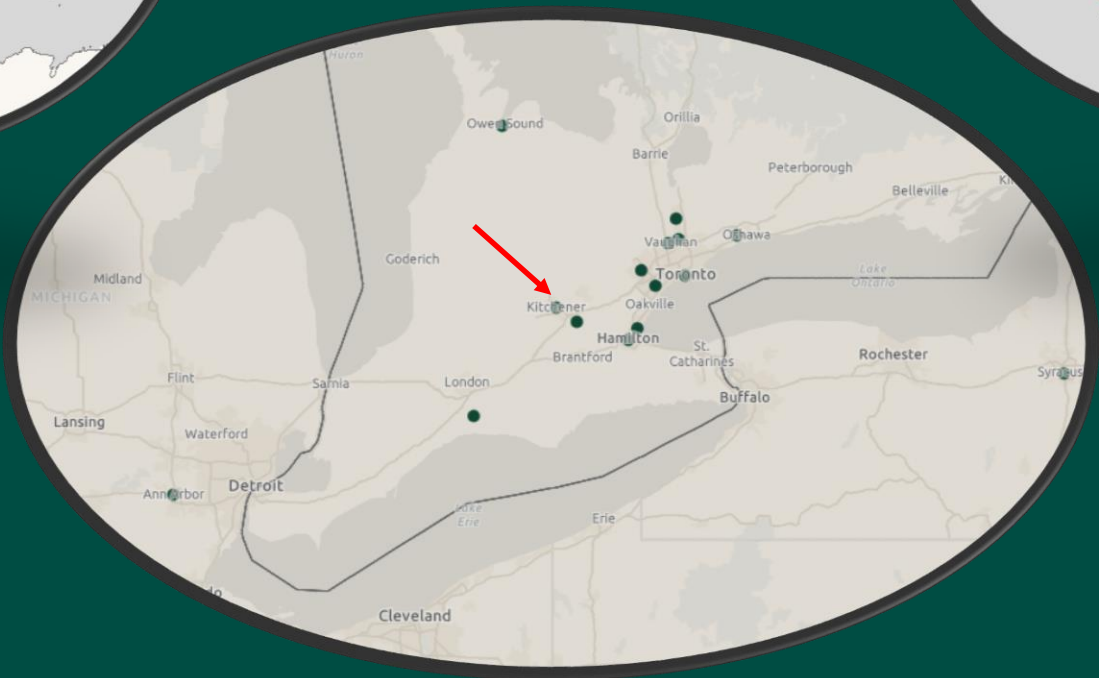 Huron
Owen Sound
Orillia
Barrie
Peterborough
Belleville
Vaughan
Oshawa
Goderich
Midland
MICHIGAN
Toronto
Lake
Ontario
Kitchener
Oakville
Hamilton
St.
Catharines
Brantford
Rochester
Flint
Sarnia
London
Syracus
Lansing
Buffalo
Waterford
Detroit
Ann Arbor
Lake
Erie
Erie
Cleveland